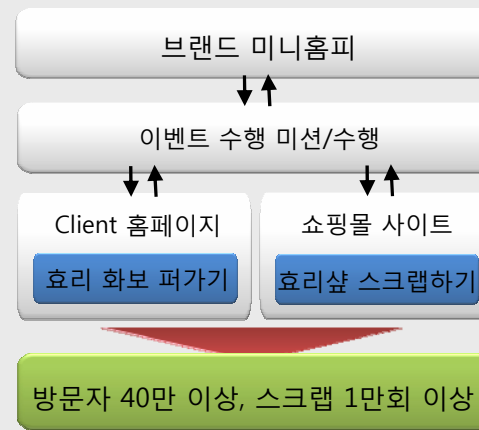 브랜드 미니홈피
이벤트 수행 미션/수행
Client 홈페이지
효리 화보 퍼가기
쇼핑몰 사이트
효리샾 스크랩하기
방문자 40만 이상, 스크랩 1만회 이상